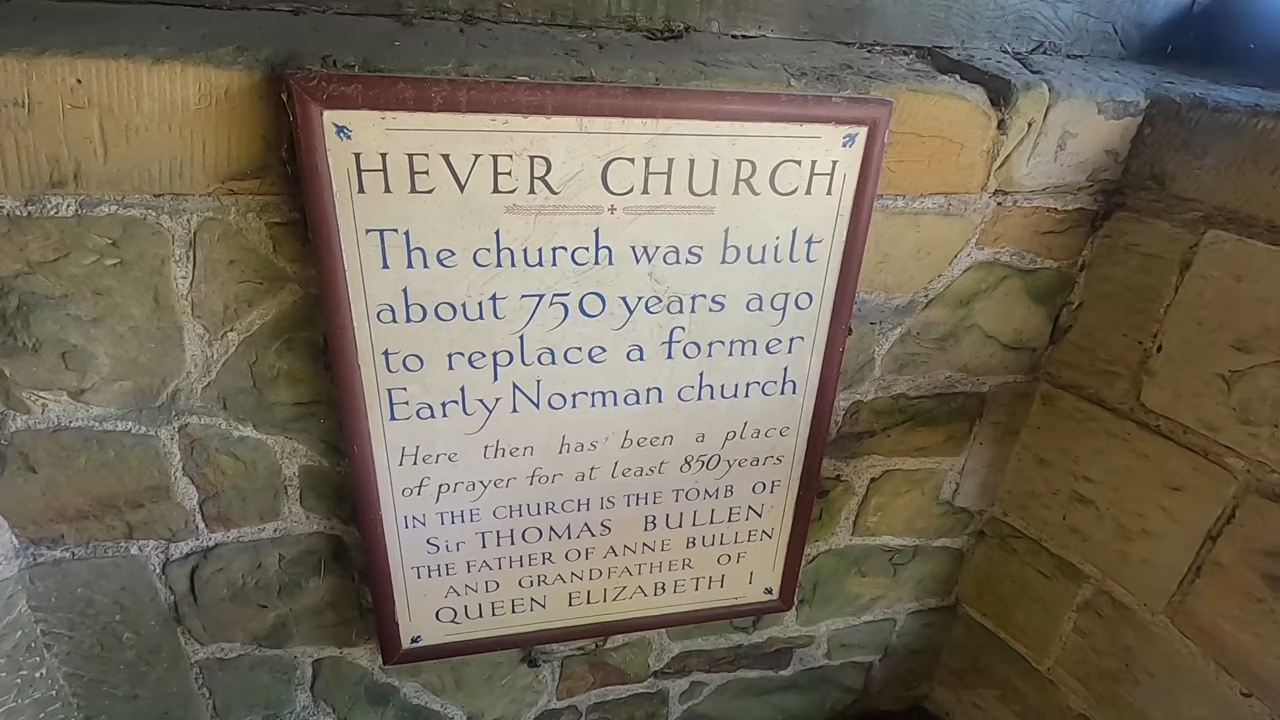 HEVER CHURCH
The church was built
about 750 years ago
to replace a former
Early Norman church
Here then has been a place
of prayer for at least 850 years
IN THE CHURCH IS THE TOMB OF
Sir THOMAS BULLEN
THE FATHER OF ANNE BULLEN
AND GRANDFATHER OF
QUEEN ELIZABETH I